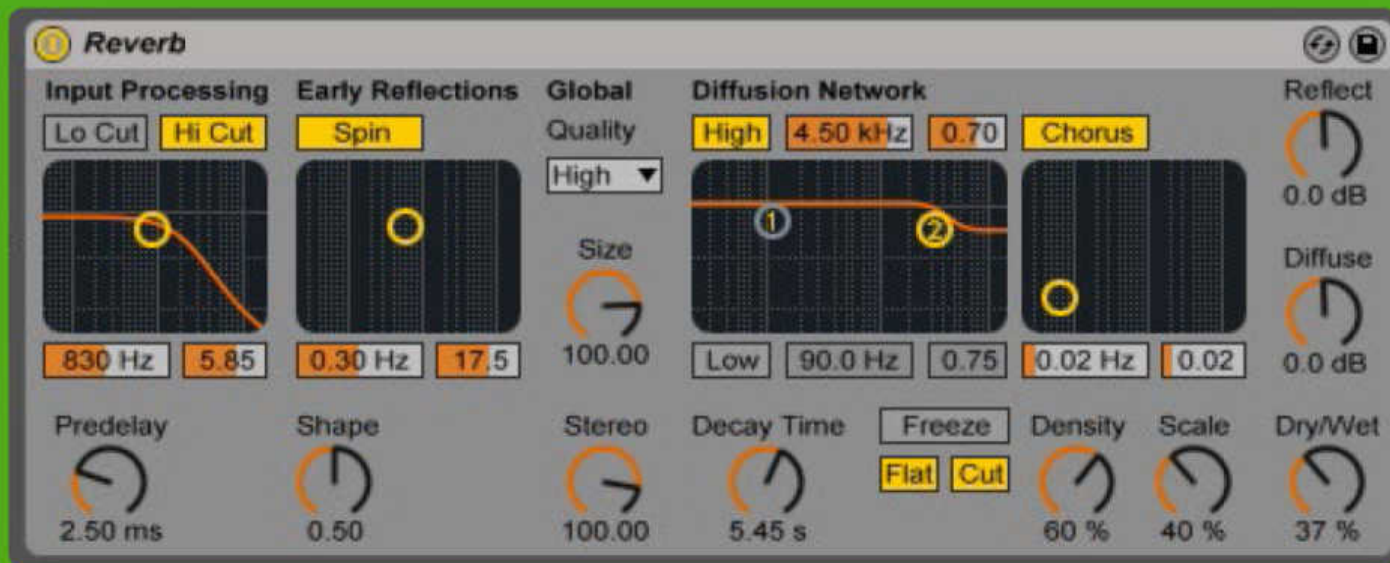 Reverb
Input Processing Early Reflections Global Diffusion Network Reflect
Lo Cut Hi Cut Spin Quality High 4.50 kHz 0.70 Chorus
High
0.0 dB
1 2
Size Diffuse
830 Hz 5.85 0.30 Hz 17.5 100.00 Low 90.0 Hz 0.75 0.02 Hz 0.02 0.0 dB
Predelay Shape Stereo Decay Time Freeze Density Scale Dry/Wet
Flat Cut
2.50 ms 0.50 100.00 5.45 s 60 % 40 % 37 %